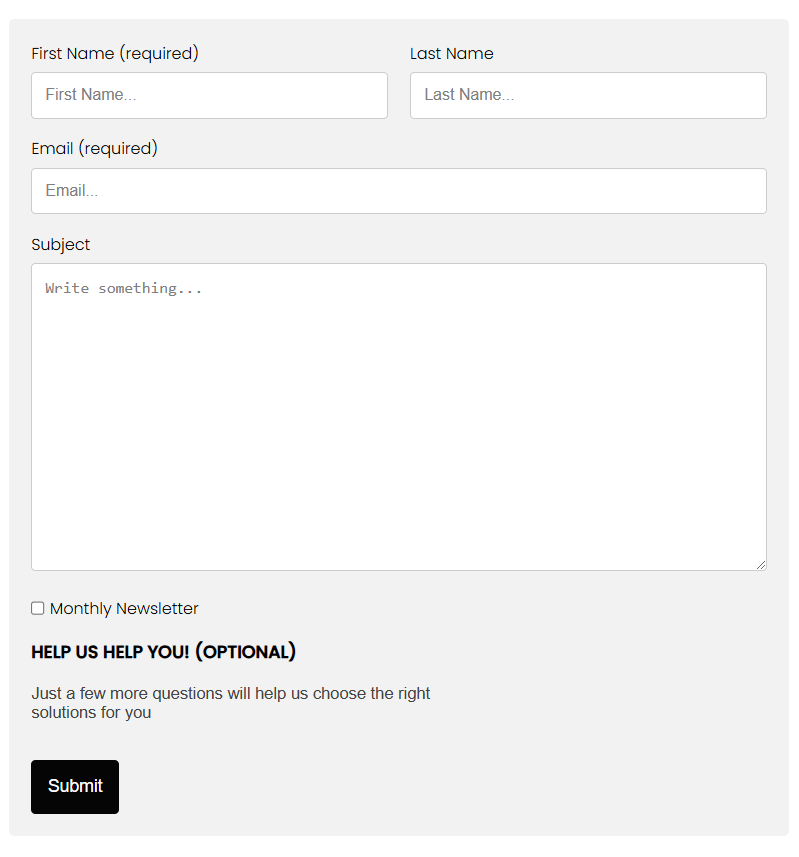 First Name (required)
Last Name
First Name...
Last Name...
Email (required)
Email...
Subject
Write something...
Monthly Newsletter
HELP US HELP YOU! (OPTIONAL)
Just a few more questions will help us choose the right
solutions for you
Submit